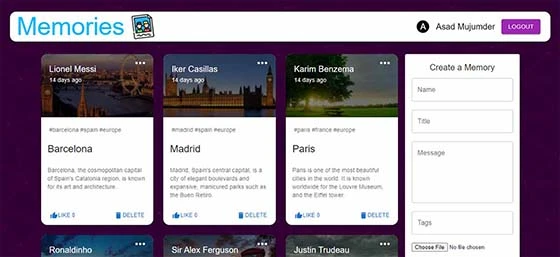 Memories
A Asad Mujumder LOGOUT
Lionel Messi
14 days ago
#barcelona #spain #europe
Barcelona
Barcelona, the cosmopolitan capital
of Spain's Catalonia region, is known
for its art and architecture.
LIKE 0 DELETE
Iker Casillas
14 days ago
#madrid #spain #europe
Madrid
Madrid, Spain's central capital, is a
city of elegant boulevards and
expansive, manicured parks such as
the Buen Retiro.
LIKE 0 DELETE
Karim Benzema
14 days ago
#paris #france #europe
Paris
Paris is one of the most beautiful
cities in the world. It is known
worldwide for the Louvre Museum,
and the Eiffel tower.
LIKE 0 DELETE
Ronaldinho
Sir Alex Ferguson
Justin Trudeau
Create a Memory
Name
Title
Message
Tags
Choose File No file chosen